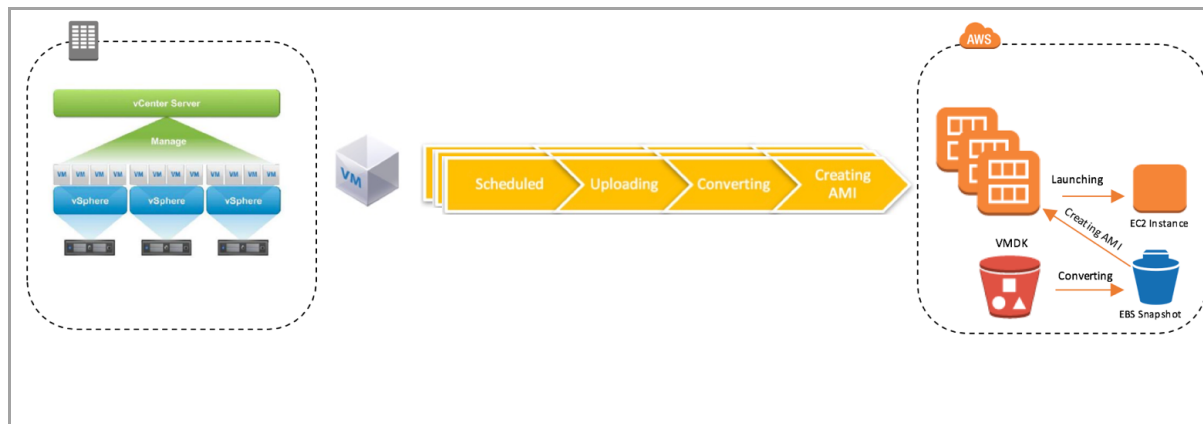 vCenter Server
Manage
VM VM VM VM VM VM VM VM VM VM VM VM
vSphere vSphere vSphere
VM
Scheduled Uploading Converting Creating
AMI
AWS
Launching
EC2 Instance
Creating AMI
VMDK
Converting
EBS Snapshot